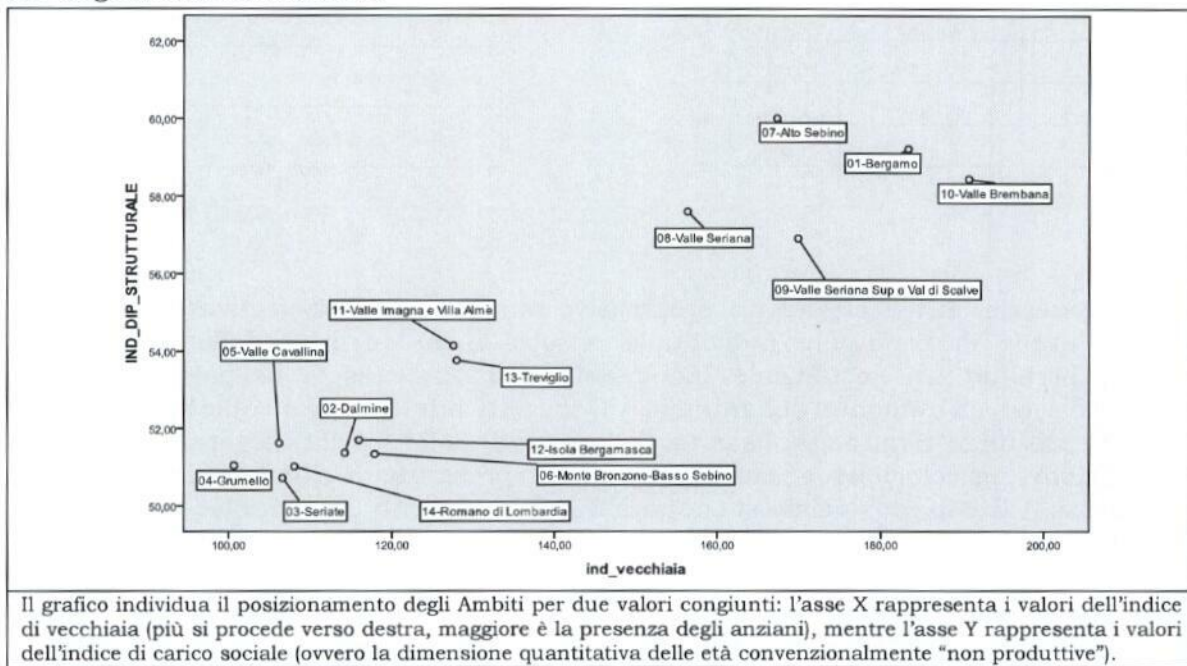 62,00
60,00
58,00
56,00
54,00
52,00
50,00
IND_DIP_STRUTTURALE
07-Alto Sebino
01-Bergamo
10-Valle Brembana
08-Valle Seriana
09-Valle Seriana Sup e Val di Scalve
11-Valle Imagna e Villa Almè
05-Valle Cavallina
13-Treviglio
02-Dalmine
12-Isola Bergamasca
04-Grumello
06-Monte Bronzone-Basso Sebino
03-Seriate
14-Romano di Lombardia
100,00 120,00 140,00 160,00 180,00 200,00
ind_vecchiaia
Il grafico individua il posizionamento degli Ambiti per due valori congiunti: l'asse X rappresenta i valori dell'indice
di vecchiaia (più si procede verso destra, maggiore è la presenza degli anziani), mentre l'asse Y rappresenta i valori
dell'indice di carico sociale (ovvero la dimensione quantitativa delle età convenzionalmente "non produttive").